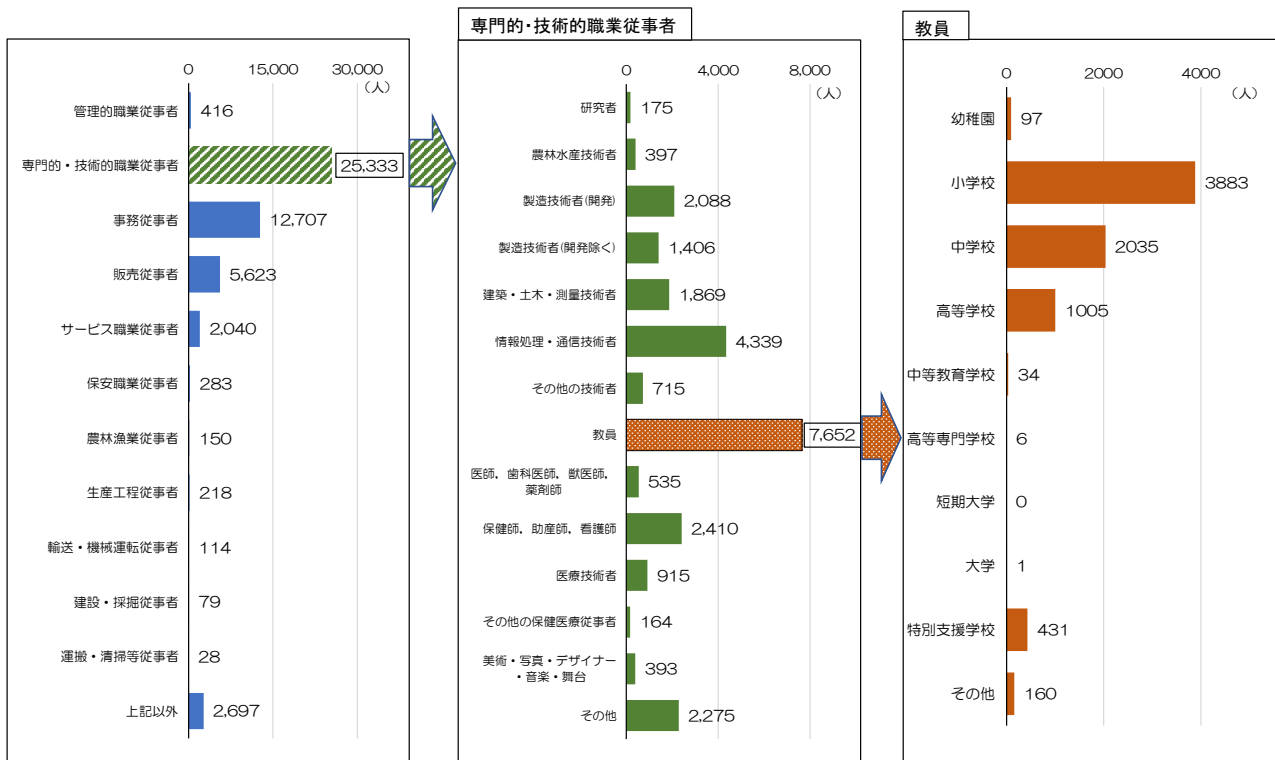 専門的・技術的職業従事者
教員
0
15,000
30,000
(人)
管理的職業従事者
416
専門的・技術的職業従事者
25,333
事務従事者
12,707
販売従事者
5,623
サービス職業従事者
2,040
保安職業従事者
283
農林漁業従事者
150
生産工程従事者
218
輸送・機械運転従事者
114
建設・採掘従事者
79
運搬・清掃等従事者
28
上記以外
2,697
0
4,000
8,000
(人)
研究者
175
農林水産技術者
397
製造技術者(開発)
2,088
製造技術者(開発除く)
1,406
建築・土木・測量技術者
1,869
情報処理・通信技術者
4,339
その他の技術者
715
教員
7,652
医師，歯科医師，獣医師，
薬剤師
535
保健師，助産師，看護師
2,410
医療技術者
915
その他の保健医療従事者
164
美術・写真・デザイナー
・音楽・舞台
393
その他
2,275
0
2000
4000
(人)
幼稚園
97
小学校
3883
中学校
2035
高等学校
1005
中等教育学校
34
高等専門学校
6
短期大学
0
大学
1
特別支援学校
431
その他
160